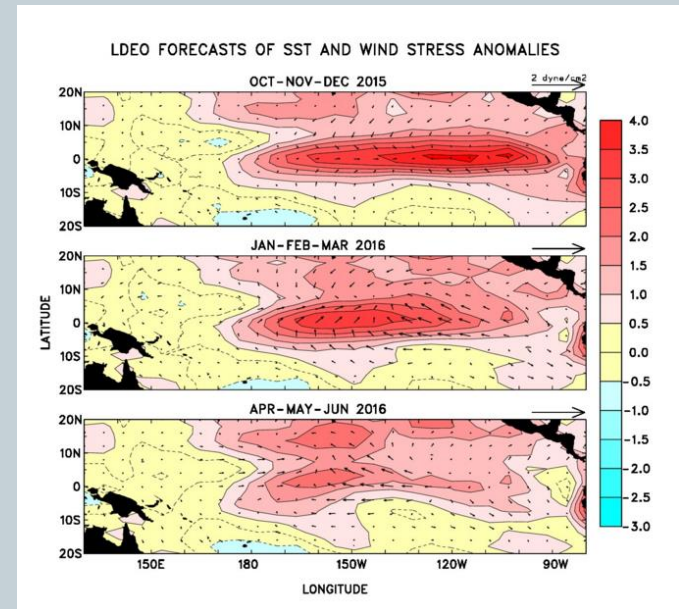 LDEO FORECASTS OF SST AND WIND STRESS ANOMALIES
OCT-NOV-DEC 2015
2 dyne/cm2
20N
10N
0
10S
20S
JAN-FEB-MAR 2016
20N
10N
0
10S
20S
LATITUDE
APR-MAY-JUN 2016
20N
10N
0
10S
20S
150E 180 150W 120W 90W
LONGITUDE
4.0
3.5
3.0
2.5
2.0
1.5
1.0
0.5
0.0
-0.5
-1.0
-1.5
-2.0
-2.5
-3.0